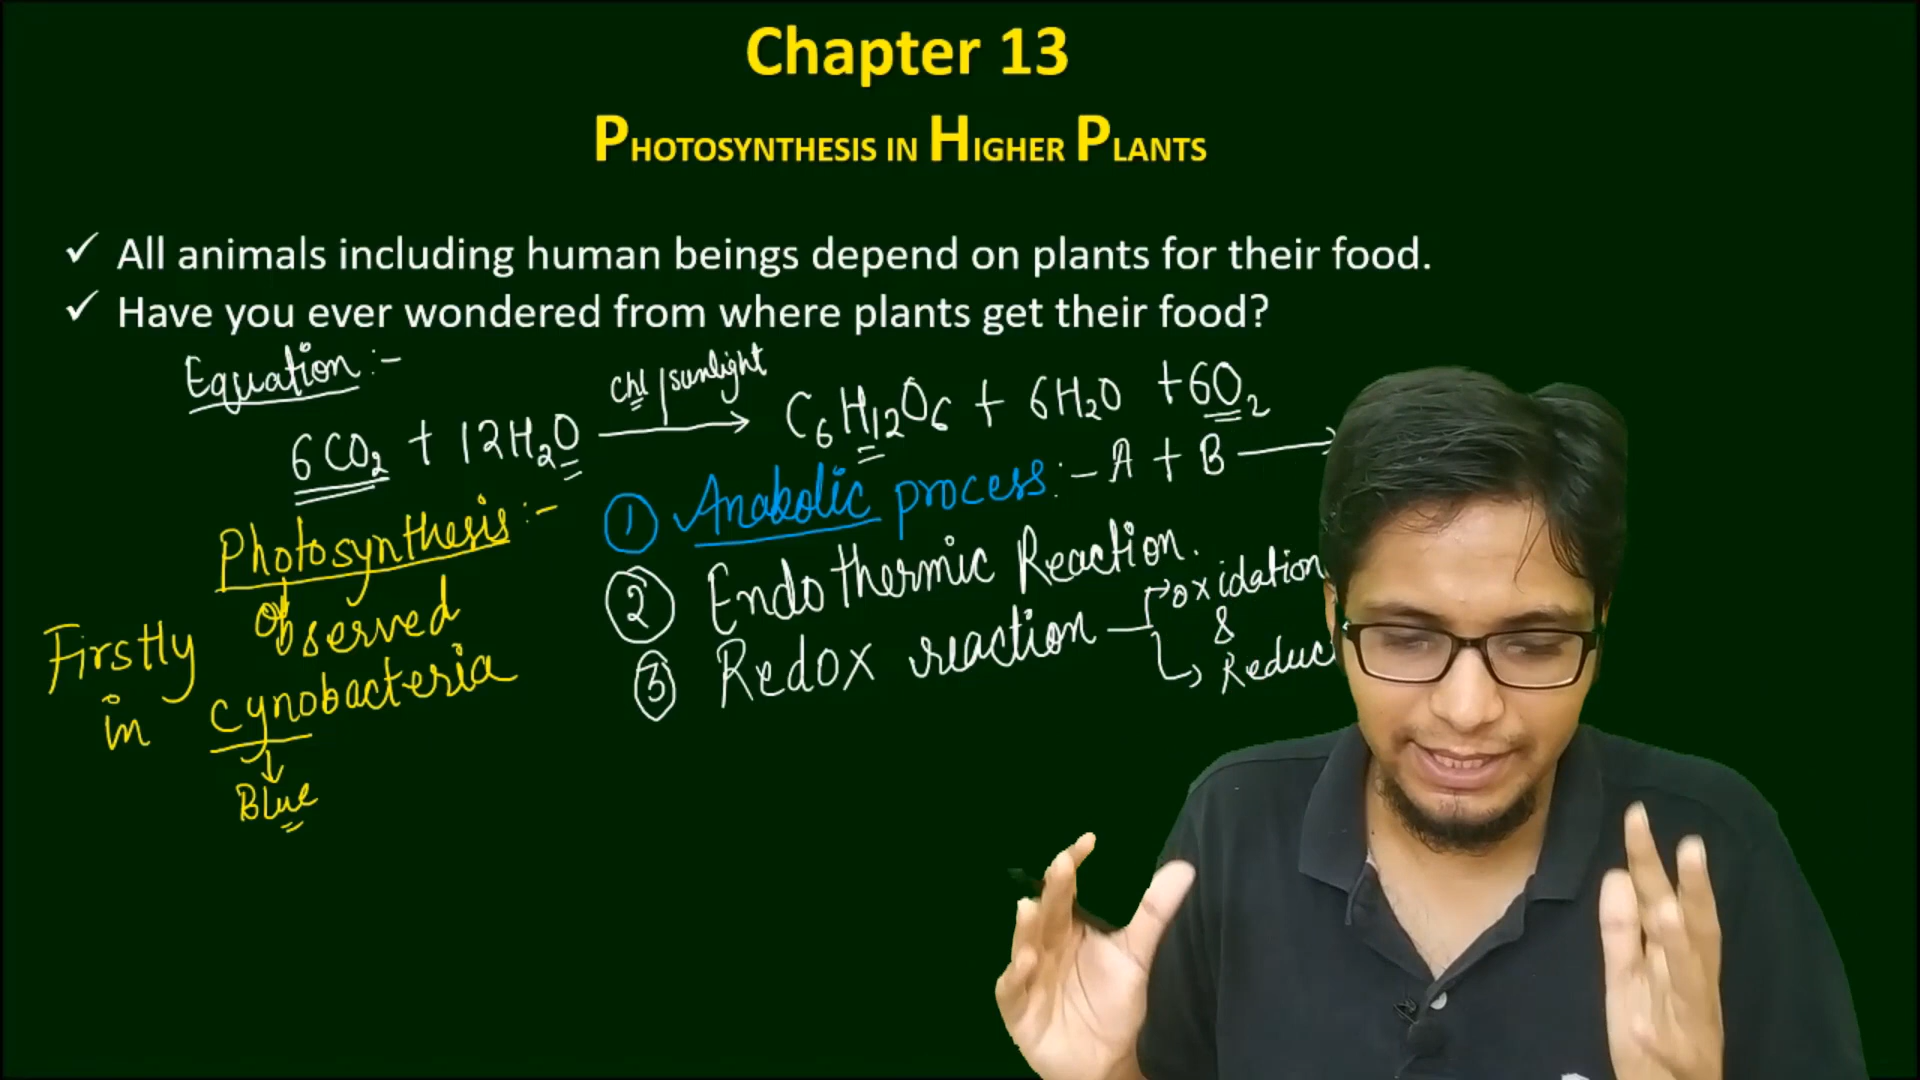 Chapter 13
PHOTOSYNTHESIS IN HIGHER PLANTS
✓ All animals including human beings depend on plants for their food.
✓ Have you ever wondered from where plants get their food?
Equation:-
6CO₂ + 12H₂O chl | sunlight → C₆H₁₂O₆ + 6H₂O + 6O₂
Photosynthesis:-
Firstly observed
in cynobacteria
↓
Blue
① Anabolic process:- A + B →
② Endothermic Reaction.
③ Redox reaction → oxidation
&
→ Reduc